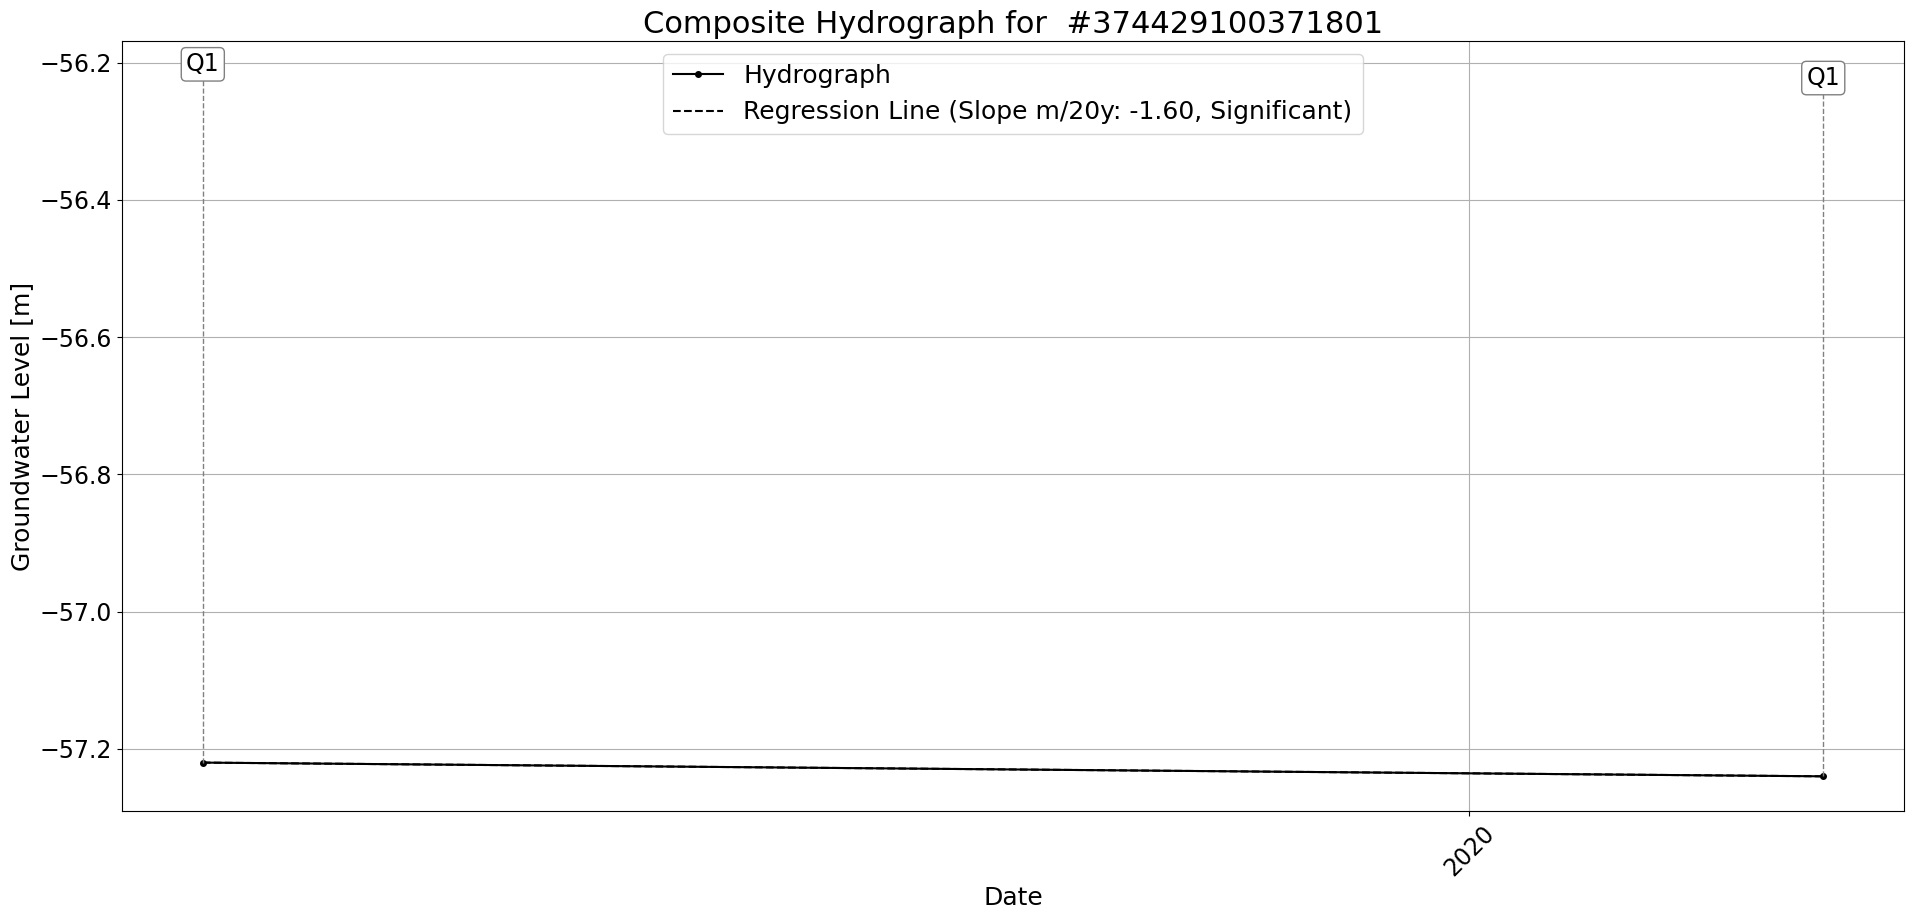 Composite Hydrograph for  #374429100371801
Q1
Q1
Hydrograph
Regression Line (Slope m/20y: -1.60, Significant)
−56.2
−56.4
−56.6
−56.8
−57.0
−57.2
Groundwater Level [m]
2020
Date